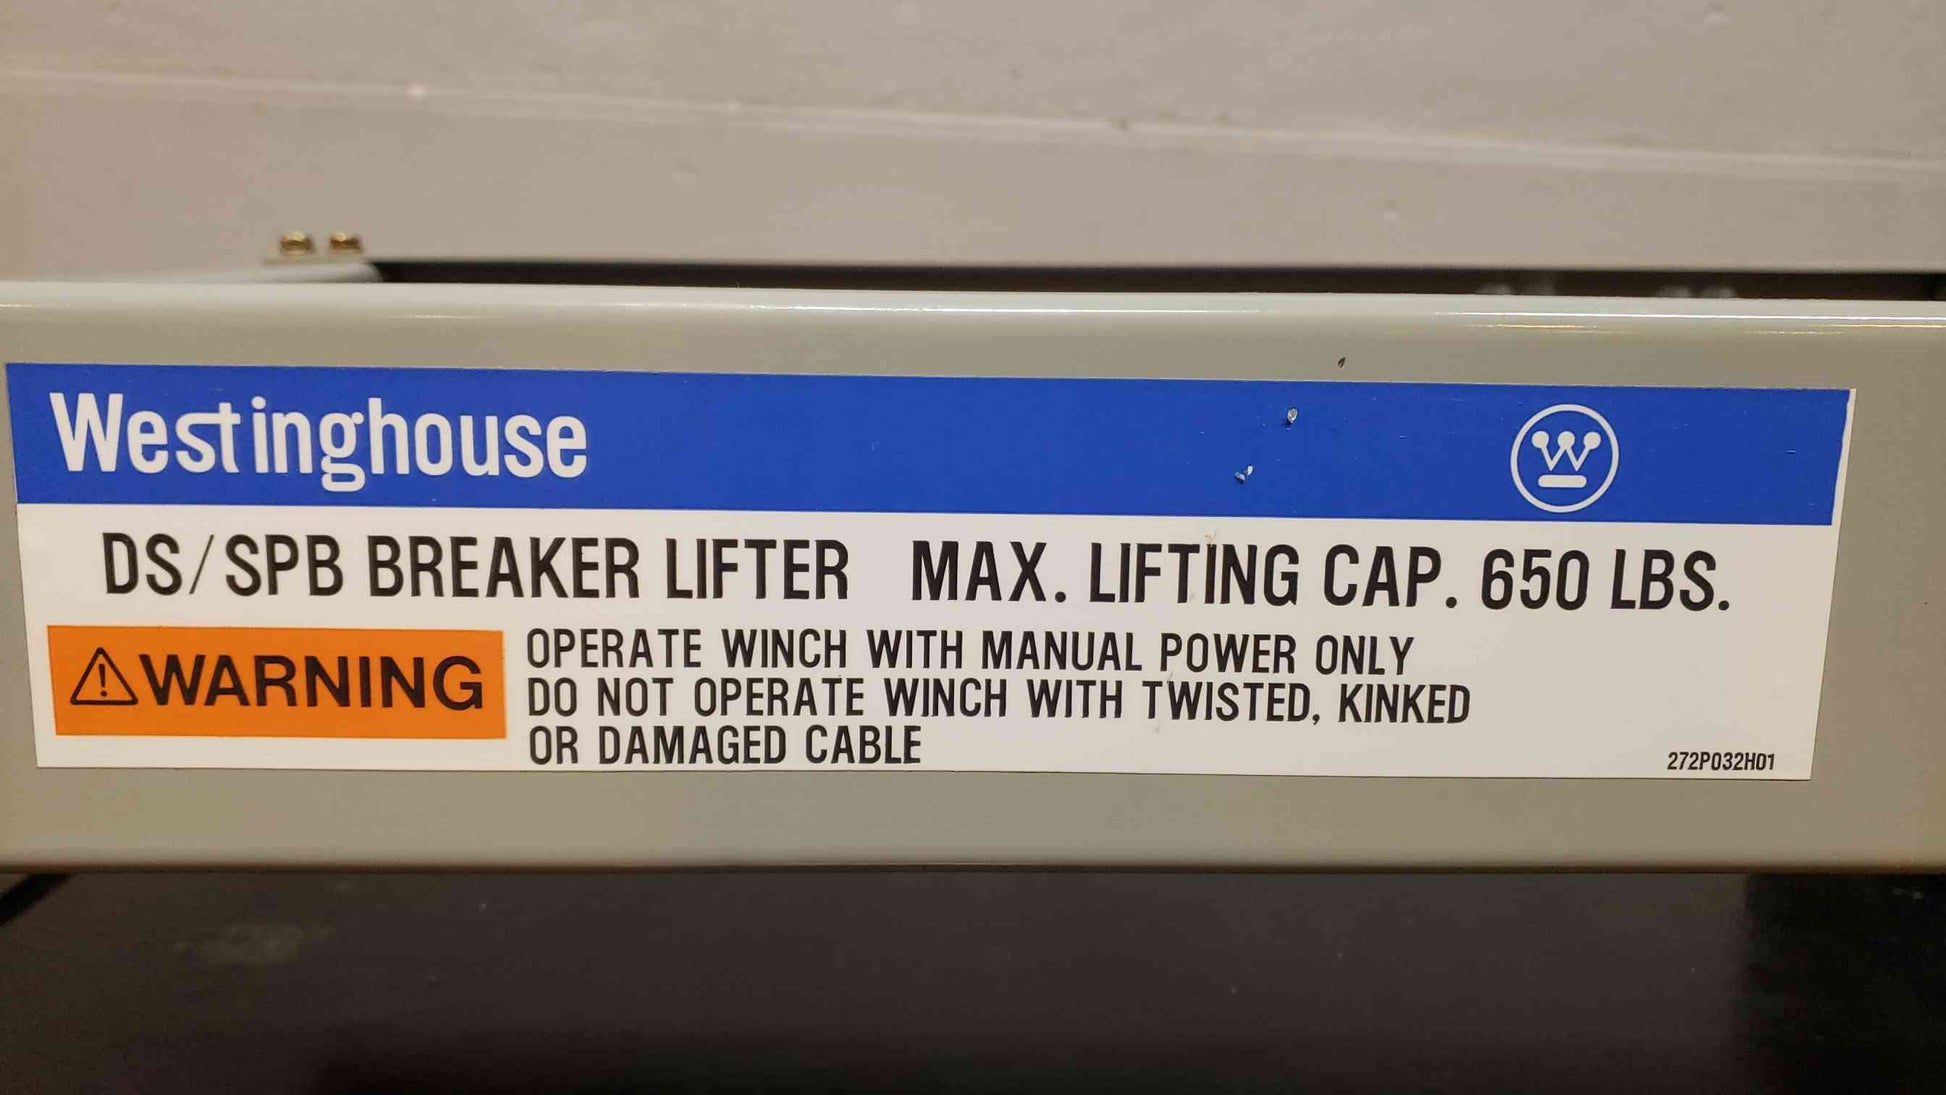 Westinghouse
W
DS/SPB BREAKER LIFTER MAX. LIFTING CAP. 650 LBS.
WARNING
OPERATE WINCH WITH MANUAL POWER ONLY
DO NOT OPERATE WINCH WITH TWISTED, KINKED
OR DAMAGED CABLE
272P032H01